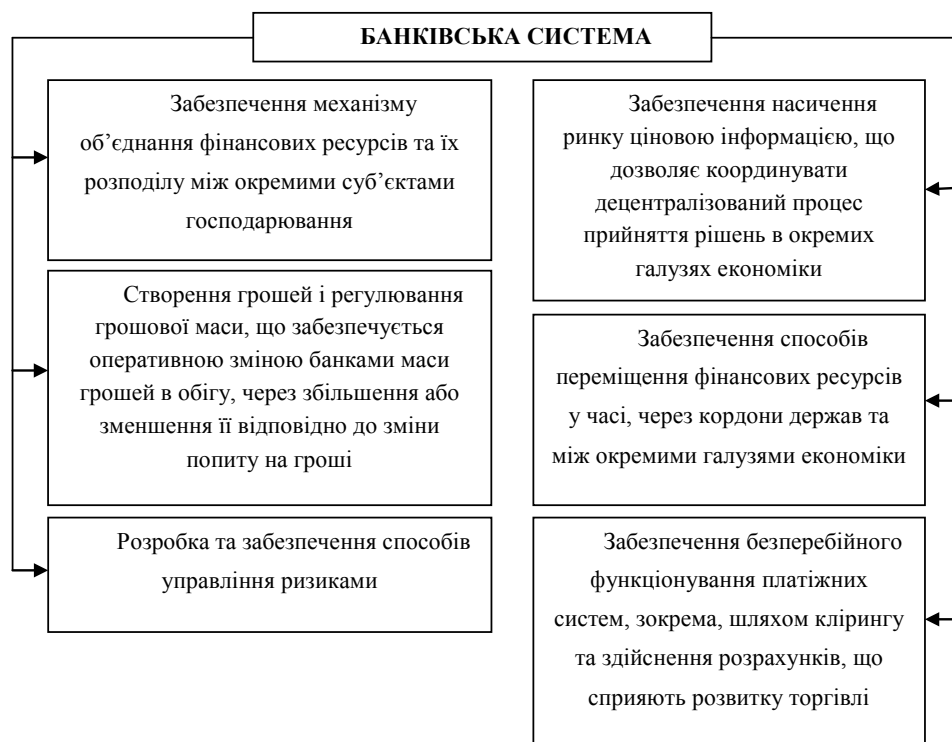 БАНКІВСЬКА СИСТЕМА
Забезпечення механізму
об’єднання фінансових ресурсів та їх
розподілу між окремими суб’єктами
господарювання
Створення грошей і регулювання
грошової маси, що забезпечується
оперативною зміною банками маси
грошей в обігу, через збільшення або
зменшення її відповідно до зміни
попиту на гроші
Розробка та забезпечення способів
управління ризиками
Забезпечення насичення
ринку ціновою інформацією, що
дозволяє координувати
децентралізований процес
прийняття рішень в окремих
галузях економіки
Забезпечення способів
переміщення фінансових ресурсів
у часі, через кордони держав та
між окремими галузями економіки
Забезпечення безперебійного
функціонування платіжних
систем, зокрема, шляхом клірингу
та здійснення розрахунків, що
сприяють розвитку торгівлі